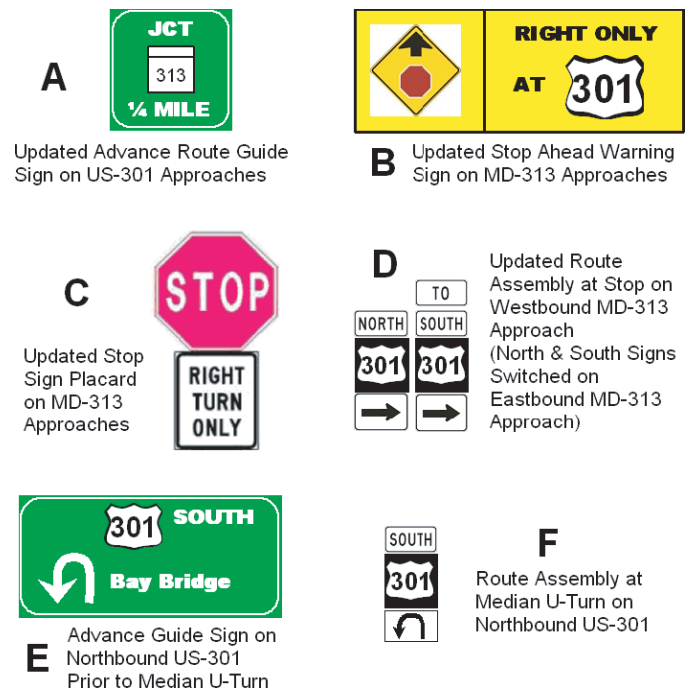 JCT
313
¼ MILE
A
Updated Advance Route Guide
Sign on US-301 Approaches
RIGHT ONLY
AT 301
B
Updated Stop Ahead Warning
Sign on MD-313 Approaches
C
STOP
RIGHT
TURN
ONLY
Updated Stop
Sign Placard
on MD-313
Approaches
D
TO
NORTH SOUTH
301 301
Updated Route
Assembly at Stop on
Westbound MD-313
Approach
(North & South Signs
Switched on
Eastbound MD-313
Approach)
301 SOUTH
Bay Bridge
E
Advance Guide Sign on
Northbound US-301
Prior to Median U-Turn
SOUTH
301
F
Route Assembly at
Median U-Turn on
Northbound US-301